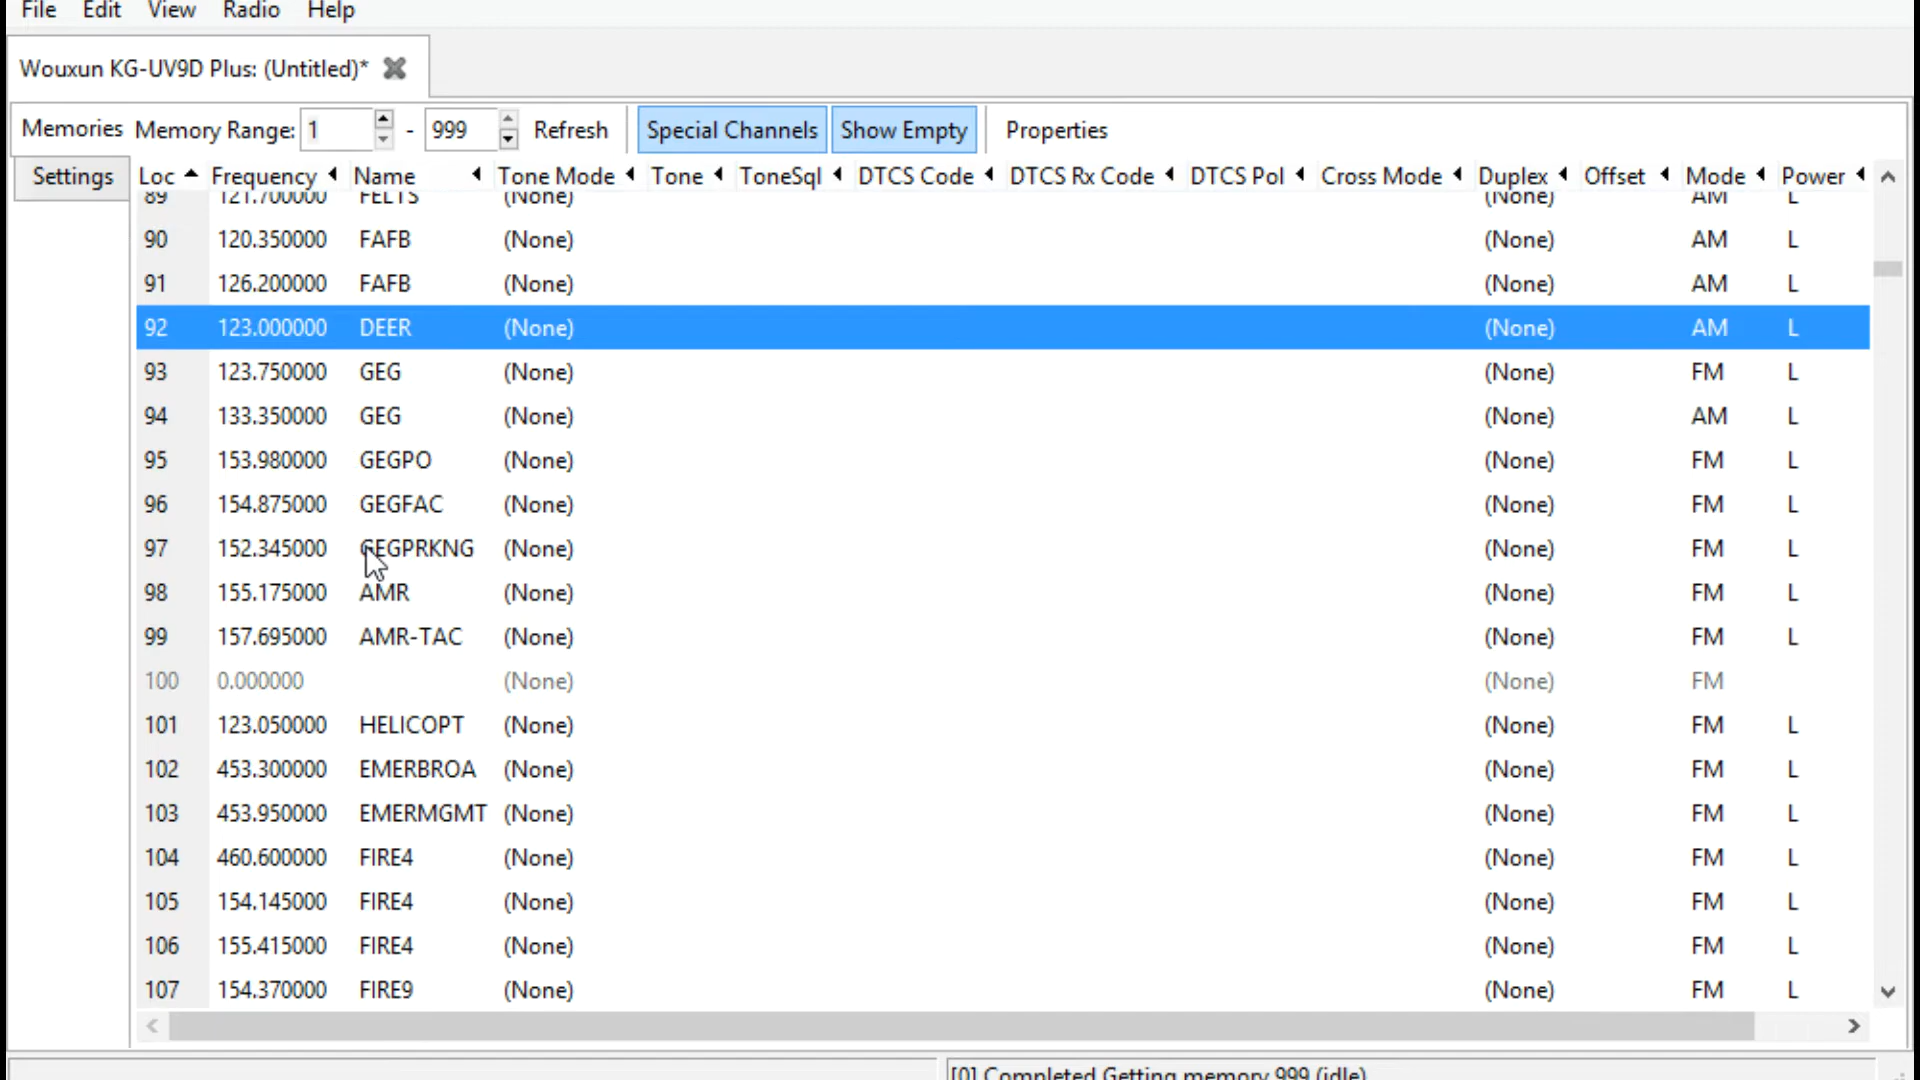 File Edit View Radio Help
Wouxun KG-UV9D Plus: (Untitled)*
Memories Memory Range: 1 - 999 Refresh Special Channels Show Empty Properties
Settings Loc Frequency Name Tone Mode Tone ToneSql DTCS Code DTCS Rx Code DTCS Pol Cross Mode Duplex Offset Mode Power
89 121.700000 FELTS (None) (None) AM L
90 120.350000 FAFB (None) (None) AM L
91 126.200000 FAFB (None) (None) AM L
92 123.000000 DEER (None) (None) AM L
93 123.750000 GEG (None) (None) FM L
94 133.350000 GEG (None) (None) AM L
95 153.980000 GEGPO (None) (None) FM L
96 154.875000 GEGFAC (None) (None) FM L
97 152.345000 GEGPRKNG (None) (None) FM L
98 155.175000 AMR (None) (None) FM L
99 157.695000 AMR-TAC (None) (None) FM L
100 0.000000 (None) (None) FM
101 123.050000 HELICOPT (None) (None) FM L
102 453.300000 EMERBROA (None) (None) FM L
103 453.950000 EMERMGMT (None) (None) FM L
104 460.600000 FIRE4 (None) (None) FM L
105 154.145000 FIRE4 (None) (None) FM L
106 155.415000 FIRE4 (None) (None) FM L
107 154.370000 FIRE9 (None) (None) FM L
[0] Completed Getting memory 999 (idle)